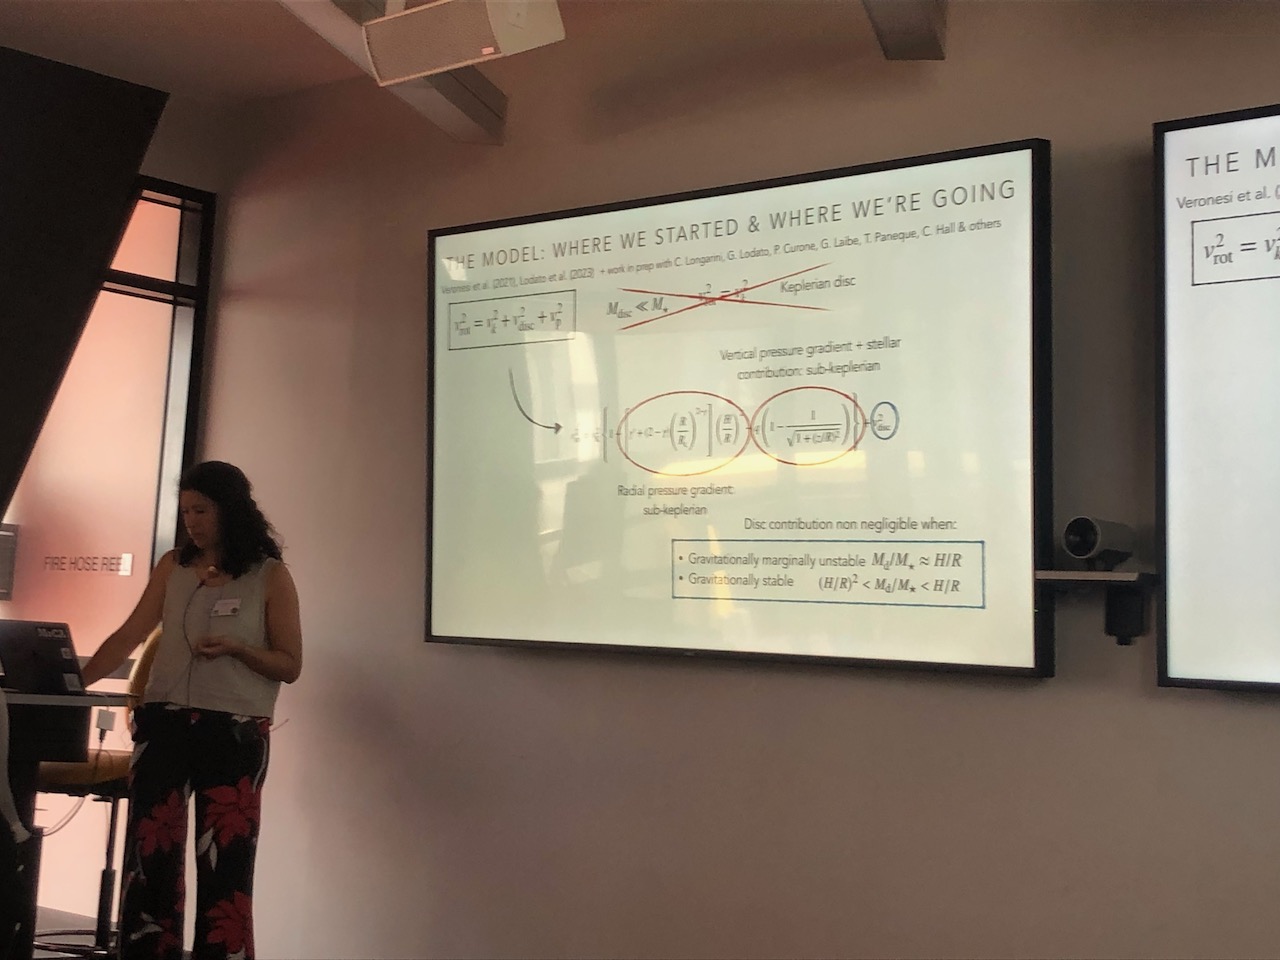 THE MODEL: WHERE WE STARTED & WHERE WE'RE GOING
Veronesi et al. (2021), Lodato et al. (2023) + work in prep with C. Longarini, G. Lodato, P. Curone, G. Laibe, T. Paneque, C. Hall & others
v²rot = v²k + v²disc + v²p
Mdisc ≪ M⋆ v²rot = v²k Keplerian disc
Vertical pressure gradient + stellar
contribution: sub-keplerian
Radial pressure gradient:
sub-keplerian
Disc contribution non negligible when:
• Gravitationally marginally unstable Md/M⋆ ≈ H/R
• Gravitationally stable (H/R)² < Md/M⋆ < H/R
THE M
Veronesi et al. (
v²rot = v
FIRE HOSE REE